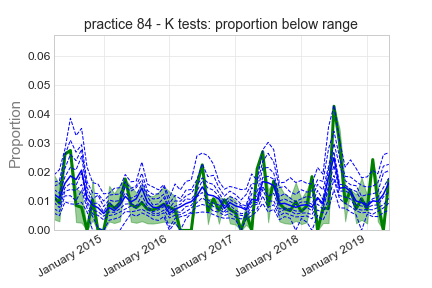 practice 84 - K tests: proportion below range
Proportion
0.06
0.05
0.04
0.03
0.02
0.01
0.00
January 2015
January 2016
January 2017
January 2018
January 2019